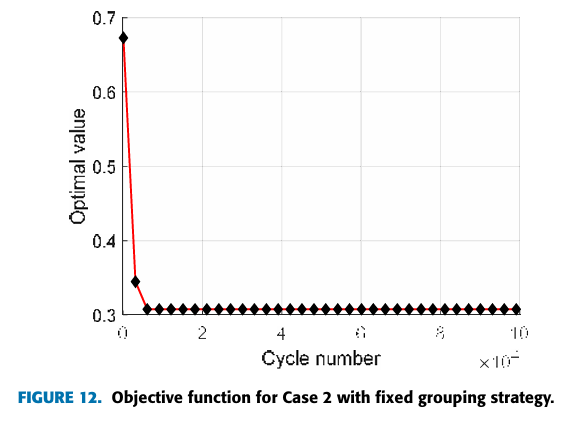 0.7
0.6
0.5
0.4
0.3
Optimal value
0 2 4 6 8 10
Cycle number
FIGURE 12. Objective function for Case 2 with fixed grouping strategy.